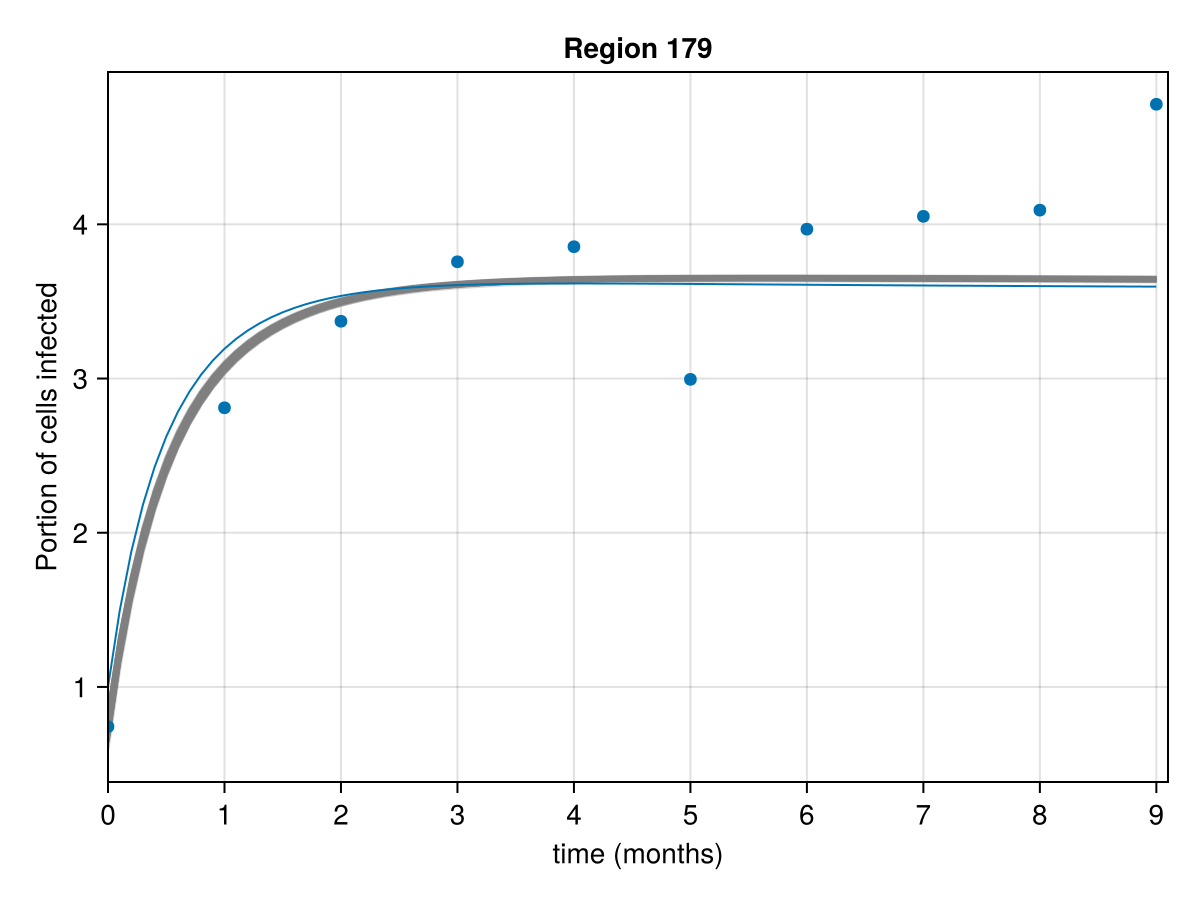 Region 179
Portion of cells infected
4
3
2
1
0 1 2 3 4 5 6 7 8 9
time (months)